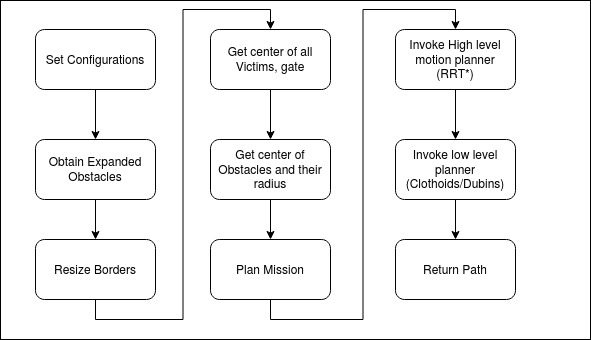 Set Configurations
Obtain Expanded
Obstacles
Resize Borders
Get center of all
Victims, gate
Get center of
Obstacles and their
radius
Plan Mission
Invoke High level
motion planner
(RRT*)
Invoke low level
planner
(Clothoids/Dubins)
Return Path